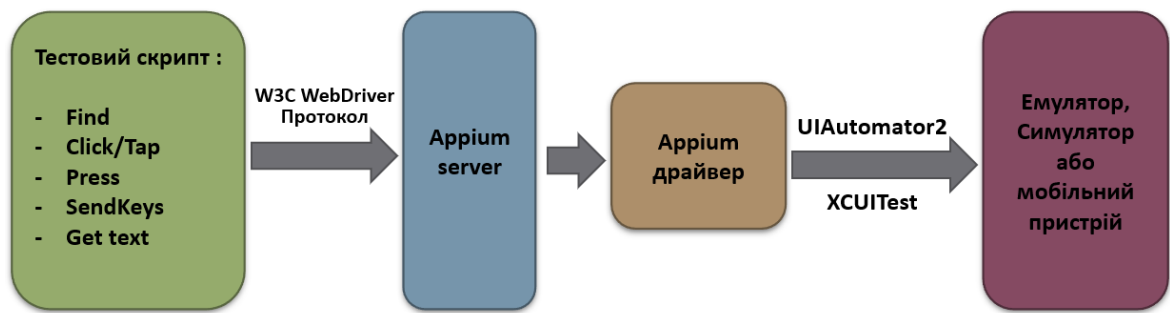 Тестовий скрипт :
- Find
- Click/Tap
- Press
- SendKeys
- Get text
W3C WebDriver
Протокол
Appium
server
Appium
драйвер
UIAutomator2
XCUITest
Емулятор,
Симулятор
або
мобільний
пристрій